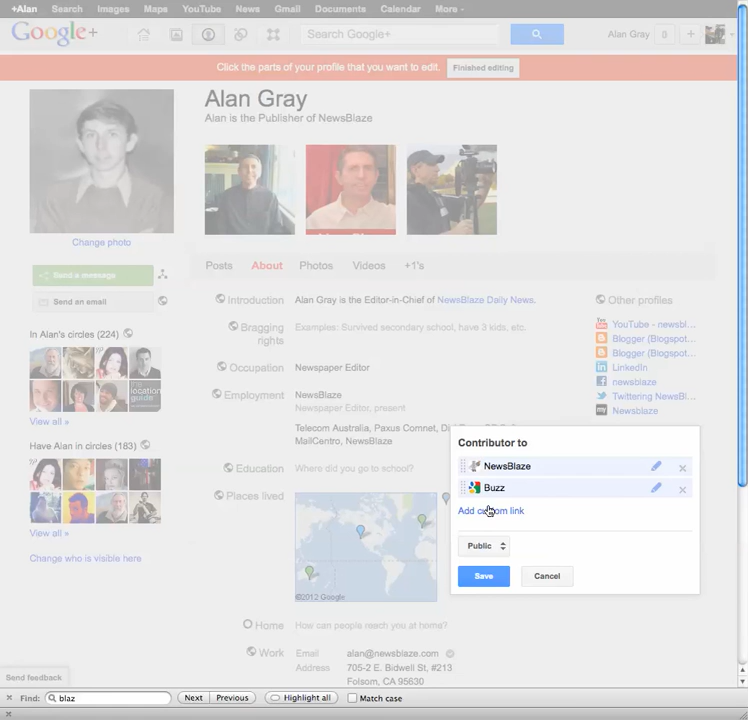 +Alan Search Images Maps YouTube News Gmail Documents Calendar More
Google+ Search Google+ Alan Gray 0 +
Click the parts of your profile that you want to edit. Finished editing
Alan Gray
Alan is the Publisher of NewsBlaze
Change photo
Posts About Photos Videos +1's
Send a message
Send an email
In Alan's circles (224)
the location guide
View all »
Have Alan in circles (183)
View all »
Change who is visible here
Introduction Alan Gray is the Editor-in-Chief of NewsBlaze Daily News.
Bragging rights Examples: Survived secondary school, have 3 kids, etc.
Occupation Newspaper Editor
Employment NewsBlaze
Newspaper Editor, present
Telecom Australia, Paxus Comnet,
MailCentro, NewsBlaze
Education Where did you go to school?
Places lived
©2012 Google
Home How can people reach you at home?
Work Email alan@newsblaze.com
Address 705-2 E. Bidwell St, #213
Folsom, CA 95630
Other profiles
YouTube - newsbl...
Blogger (Blogspot...
Blogger (Blogspot...
LinkedIn
newsblaze
Twittering NewsBl...
Newsblaze
Contributor to
NewsBlaze
Buzz
Add custom link
Public
Save Cancel
Send feedback
Find: blaz Next Previous Highlight all Match case